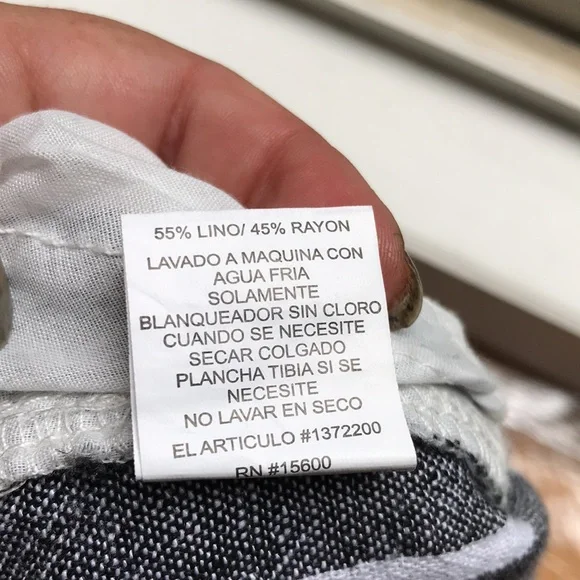 55% LINO/ 45% RAYON
LAVADO A MAQUINA CON
AGUA FRIA
SOLAMENTE
BLANQUEADOR SIN CLORO
CUANDO SE NECESITE
SECAR COLGADO
PLANCHA TIBIA SI SE
NECESITE
NO LAVAR EN SECO
EL ARTICULO #1372200
RN #15600